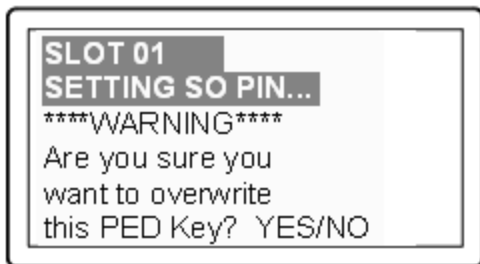 SLOT 01
SETTING SO PIN...
****WARNING****
Are you sure you
want to overwrite
this PED Key?  YES/NO